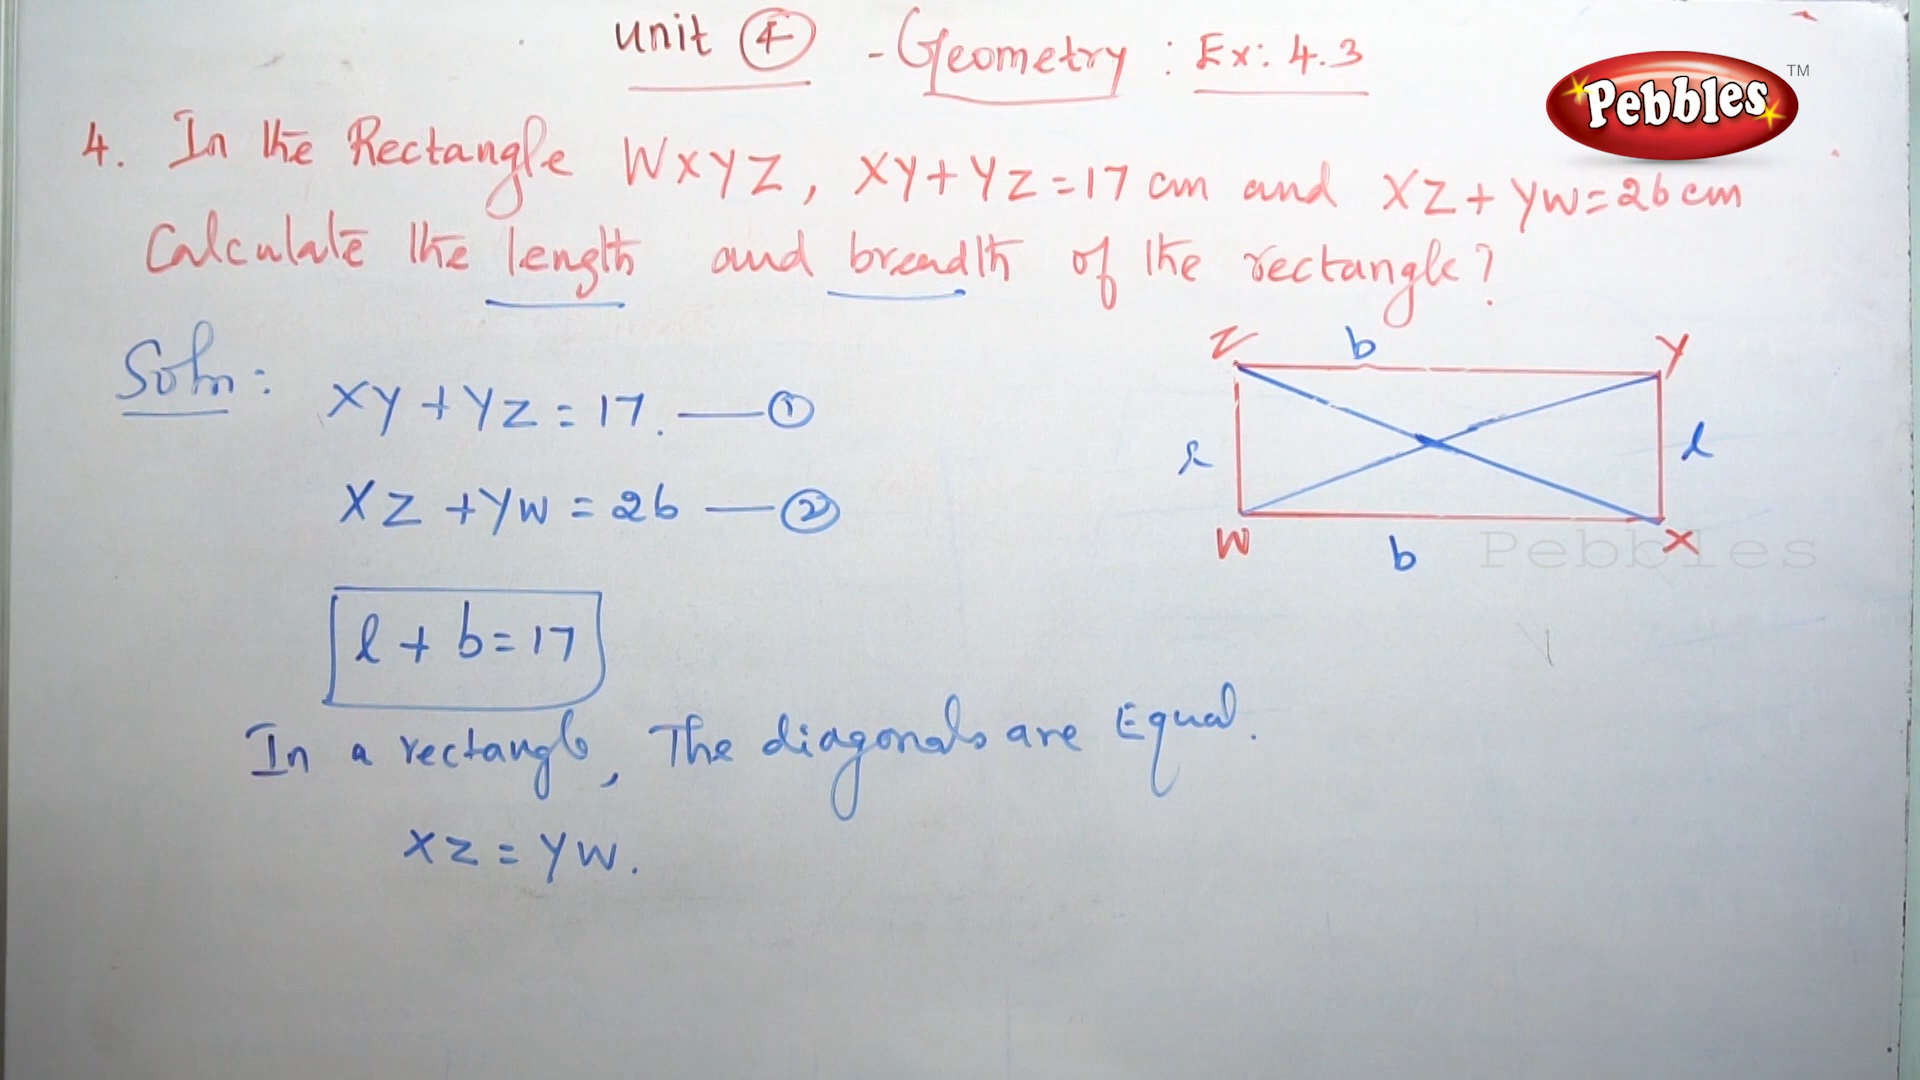 unit 4 - Geometry : Ex: 4.3
Pebbles TM
4. In the Rectangle WXYZ, XY+YZ=17 cm and XZ+YW=26cm
Calculate the length and breadth of the rectangle?
Soln:
XY+YZ=17. — 1
XZ+YW=26 — 2
l+b=17
In a rectangle, The diagonals are Equal.
XZ=YW.
Z b Y
l l
W b X
Pebbles